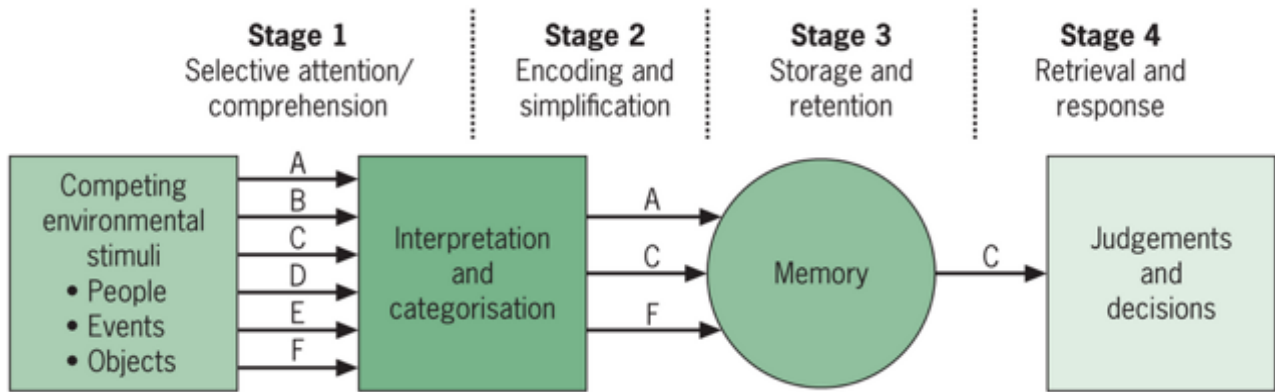 Stage 1
Selective attention/
comprehension
Stage 2
Encoding and
simplification
Stage 3
Storage and
retention
Stage 4
Retrieval and
response
Competing
environmental
stimuli
• People
• Events
• Objects
A
B
C
D
E
F
Interpretation
and
categorisation
A
C
F
Memory
C
Judgements
and
decisions